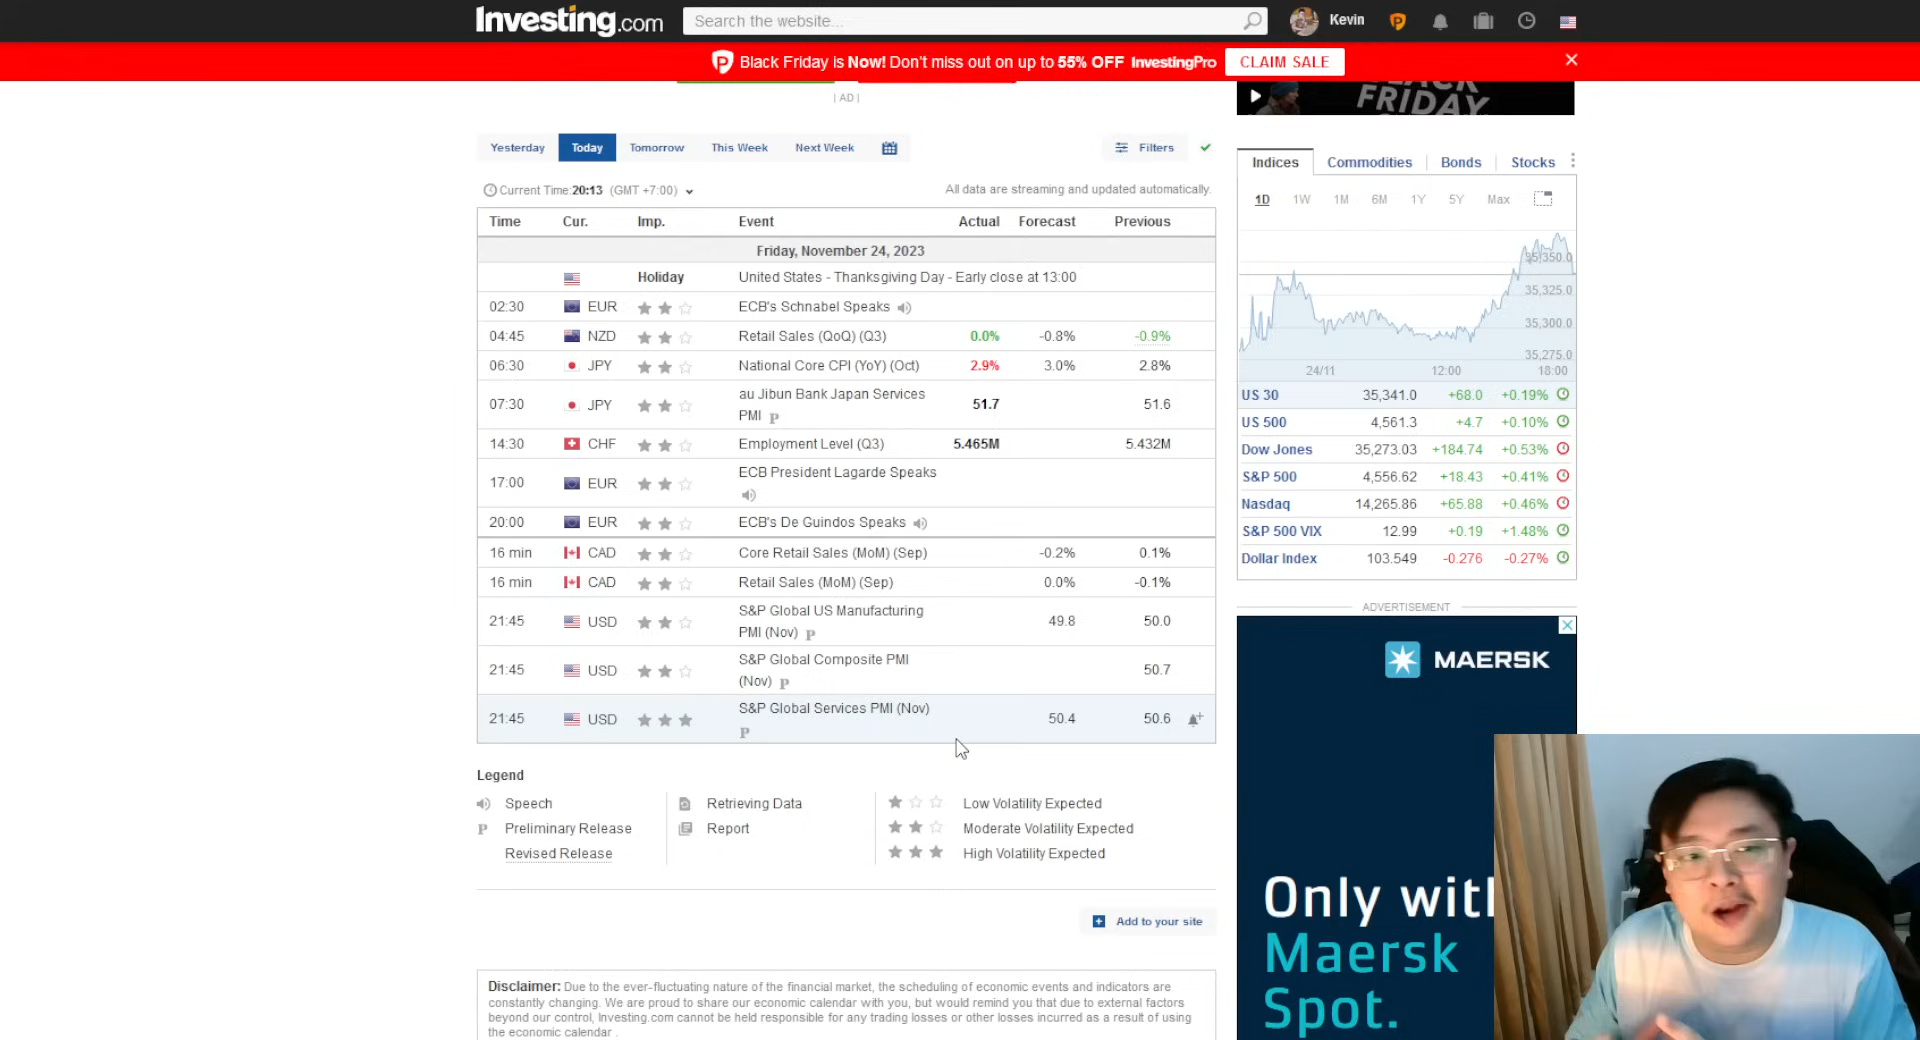 Investing.com
Search the website...
Kevin
Black Friday is Now! Don't miss out on up to 55% OFF InvestingPro
CLAIM SALE
| AD |
FRIDAY
Yesterday Today Tomorrow This Week Next Week
Filters
Current Time: 20:13 (GMT +7:00)
All data are streaming and updated automatically.
Time Cur. Imp. Event Actual Forecast Previous
Friday, November 24, 2023
Holiday United States - Thanksgiving Day - Early close at 13:00
02:30 EUR ECB's Schnabel Speaks
04:45 NZD Retail Sales (QoQ) (Q3) 0.0% -0.8% -0.9%
06:30 JPY National Core CPI (YoY) (Oct) 2.9% 3.0% 2.8%
07:30 JPY au Jibun Bank Japan Services
PMI P 51.7 51.6
14:30 CHF Employment Level (Q3) 5.465M 5.432M
17:00 EUR ECB President Lagarde Speaks
20:00 EUR ECB's De Guindos Speaks
16 min CAD Core Retail Sales (MoM) (Sep) -0.2% 0.1%
16 min CAD Retail Sales (MoM) (Sep) 0.0% -0.1%
21:45 USD S&P Global US Manufacturing
PMI (Nov) P 49.8 50.0
21:45 USD S&P Global Composite PMI
(Nov) P 50.7
21:45 USD S&P Global Services PMI (Nov)
P 50.4 50.6
Legend
Speech Retrieving Data Low Volatility Expected
P Preliminary Release Report Moderate Volatility Expected
Revised Release High Volatility Expected
Add to your site
Disclaimer: Due to the ever-fluctuating nature of the financial market, the scheduling of economic events and indicators are
constantly changing. We are proud to share our economic calendar with you, but would remind you that due to external factors
beyond our control, Investing.com cannot be held responsible for any trading losses or other losses incurred as a result of using
the economic calendar .
Indices Commodities Bonds Stocks
1D 1W 1M 6M 1Y 5Y Max
35,350.0
35,325.0
35,300.0
35,275.0
24/11 12:00 18:00
US 30 35,341.0 +68.0 +0.19%
US 500 4,561.3 +4.7 +0.10%
Dow Jones 35,273.03 +184.74 +0.53%
S&P 500 4,556.62 +18.43 +0.41%
Nasdaq 14,265.86 +65.88 +0.46%
S&P 500 VIX 12.99 +0.19 +1.48%
Dollar Index 103.549 -0.276 -0.27%
ADVERTISEMENT
MAERSK
Only with
Maersk
Spot.